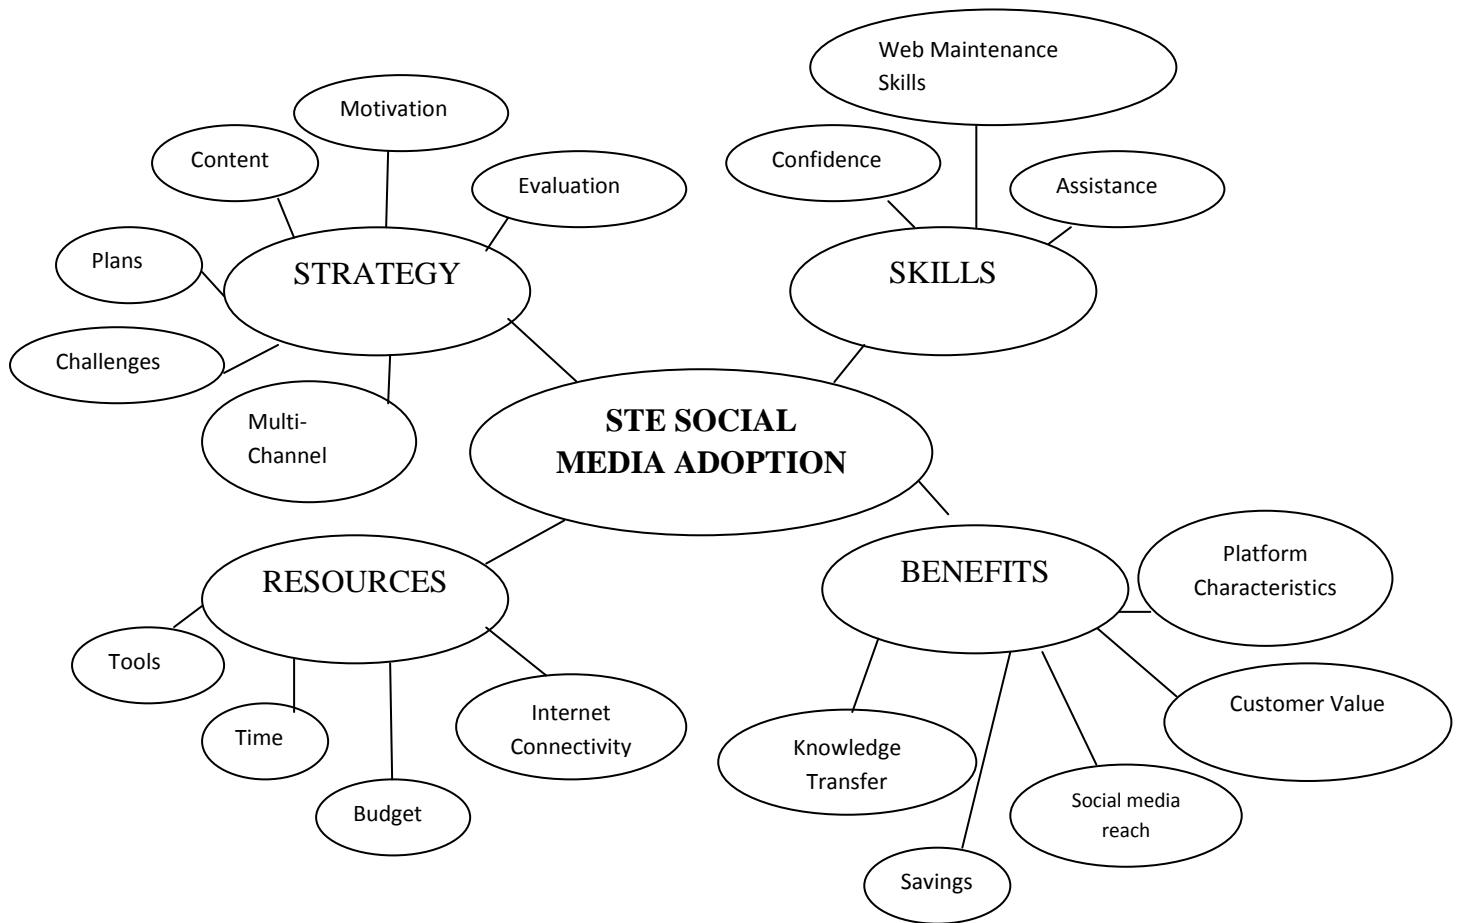 Web Maintenance
Skills
Motivation
Content
Evaluation
Confidence
Assistance
Plans
STRATEGY
SKILLS
Challenges
Multi-
Channel
STE SOCIAL
MEDIA ADOPTION
RESOURCES
BENEFITS
Platform
Characteristics
Tools
Time
Internet
Connectivity
Budget
Customer Value
Knowledge
Transfer
Social media
reach
Savings